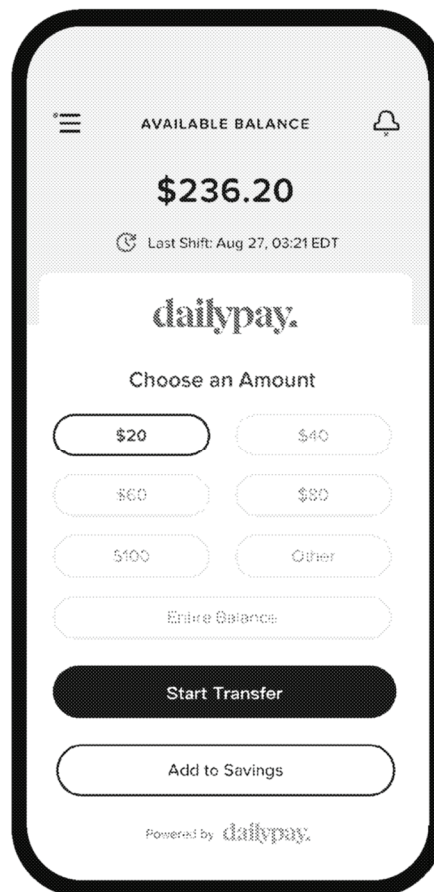 AVAILABLE BALANCE
$236.20
Last Shift: Aug 27, 03:21 EDT
dailypay.
Choose an Amount
$20 $40
$60 $80
$100 Other
Entire Balance
Start Transfer
Add to Savings
Powered by dailypay.